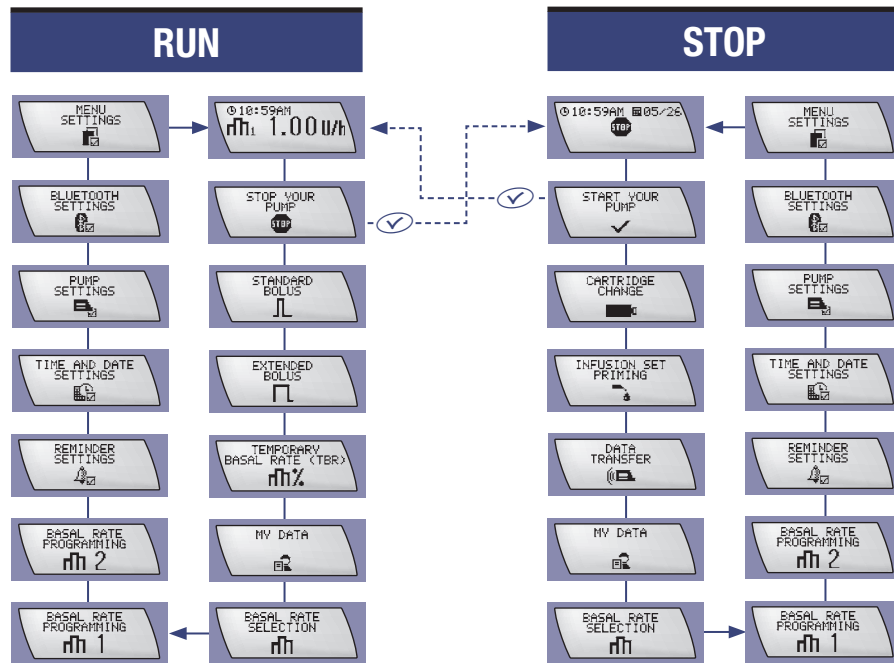 RUN
MENU
SETTINGS
BLUETOOTH
SETTINGS
PUMP
SETTINGS
TIME AND DATE
SETTINGS
REMINDER
SETTINGS
BASAL RATE
PROGRAMMING
2
BASAL RATE
PROGRAMMING
1
10:59AM
1 1.00 U/h
STOP YOUR
PUMP
STOP
STANDARD
BOLUS
EXTENDED
BOLUS
TEMPORARY
BASAL RATE (TBR)
%
MY DATA
BASAL RATE
SELECTION
STOP
10:59AM 05/26
STOP
START YOUR
PUMP
CARTRIDGE
CHANGE
INFUSION SET
PRIMING
DATA
TRANSFER
MY DATA
BASAL RATE
SELECTION
MENU
SETTINGS
BLUETOOTH
SETTINGS
PUMP
SETTINGS
TIME AND DATE
SETTINGS
REMINDER
SETTINGS
BASAL RATE
PROGRAMMING
2
BASAL RATE
PROGRAMMING
1